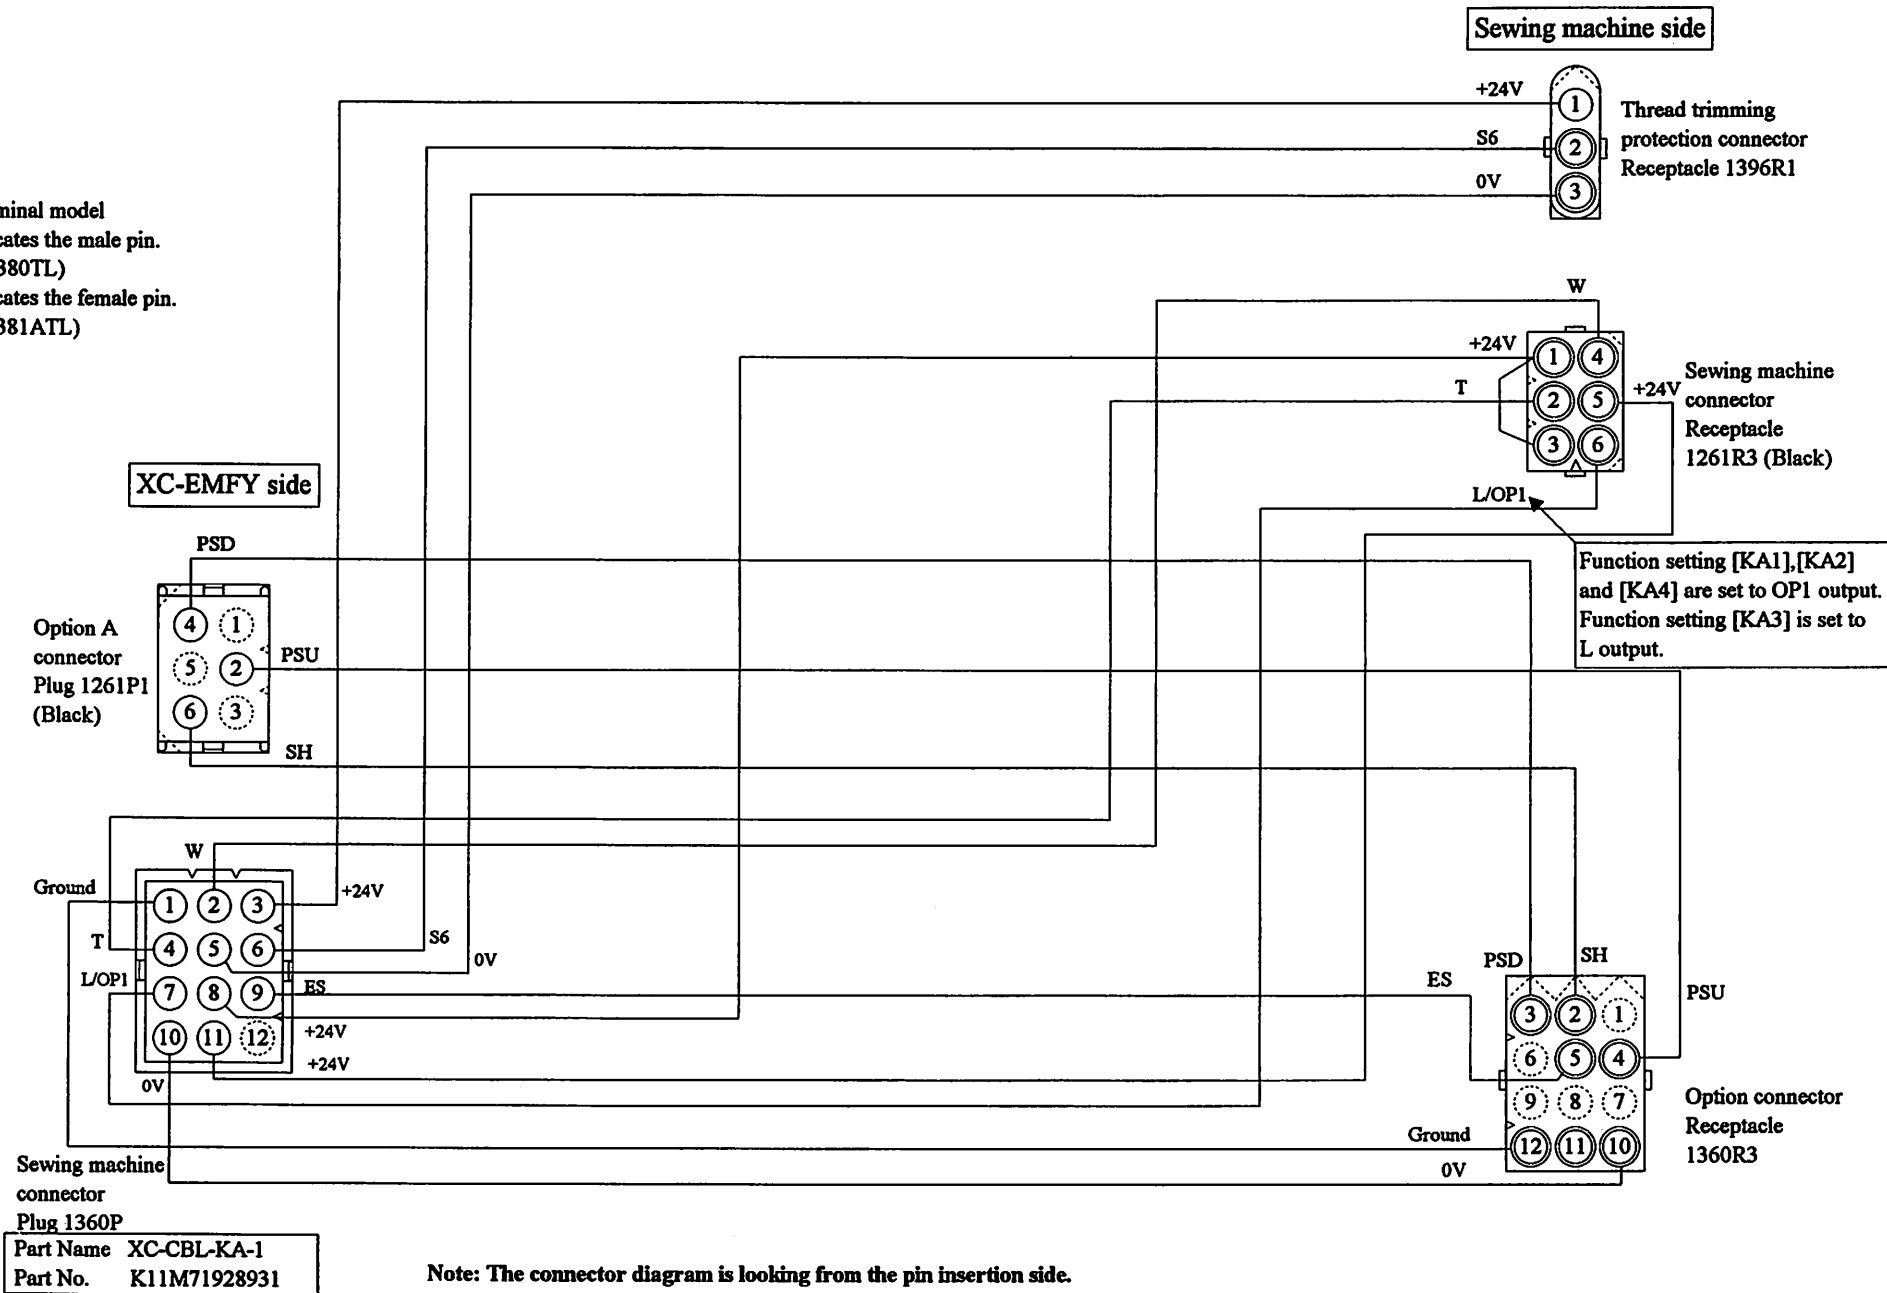 Sewing machine side
+24V
1
S6
2
0V
3
Thread trimming
protection connector
Receptacle 1396R1
minal model
cates the male pin.
380TL)
cates the female pin.
381ATL)
W
+24V
1 4
T
2 5
+24V
3 6
L/OP1
Sewing machine
connector
Receptacle
1261R3 (Black)
Function setting [KA1],[KA2]
and [KA4] are set to OP1 output.
Function setting [KA3] is set to
L output.
XC-EMFY side
PSD
4 1
5 2
PSU
6 3
SH
Option A
connector
Plug 1261P1
(Black)
W
Ground
1 2 3
+24V
T
4 5 6
S6
0V
L/OP1
7 8 9
ES
10 11 12
+24V
+24V
0V
Sewing machine
connector
Plug 1360P
ES
PSD
SH
PSU
3 2 1
6 5 4
9 8 7
12 11 10
Ground
0V
Option connector
Receptacle
1360R3
Part Name XC-CBL-KA-1
Part No. K11M71928931
Note: The connector diagram is looking from the pin insertion side.